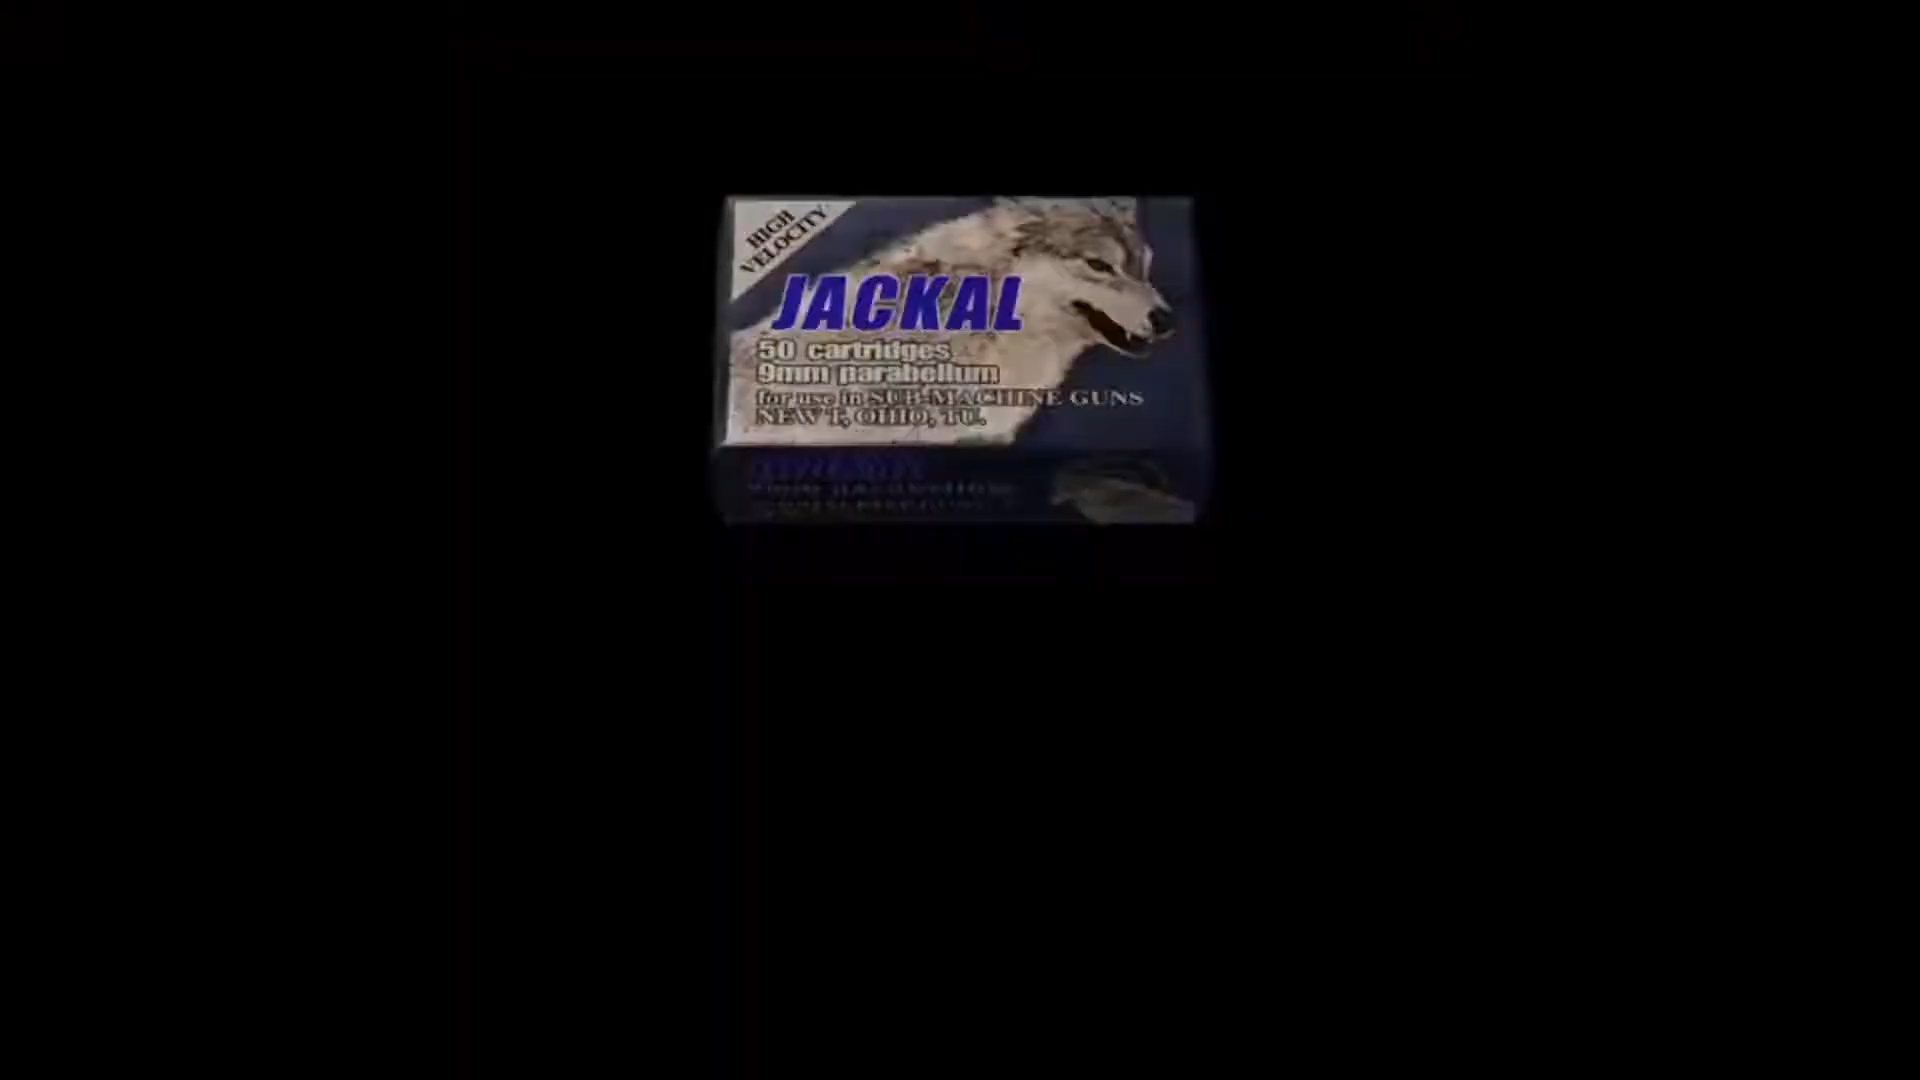 HIGH
VELOCITY
JACKAL
50 cartridges,
9mm parabellum
for use in SUB-MACHINE GUNS
NEW T, OHIO, TU.